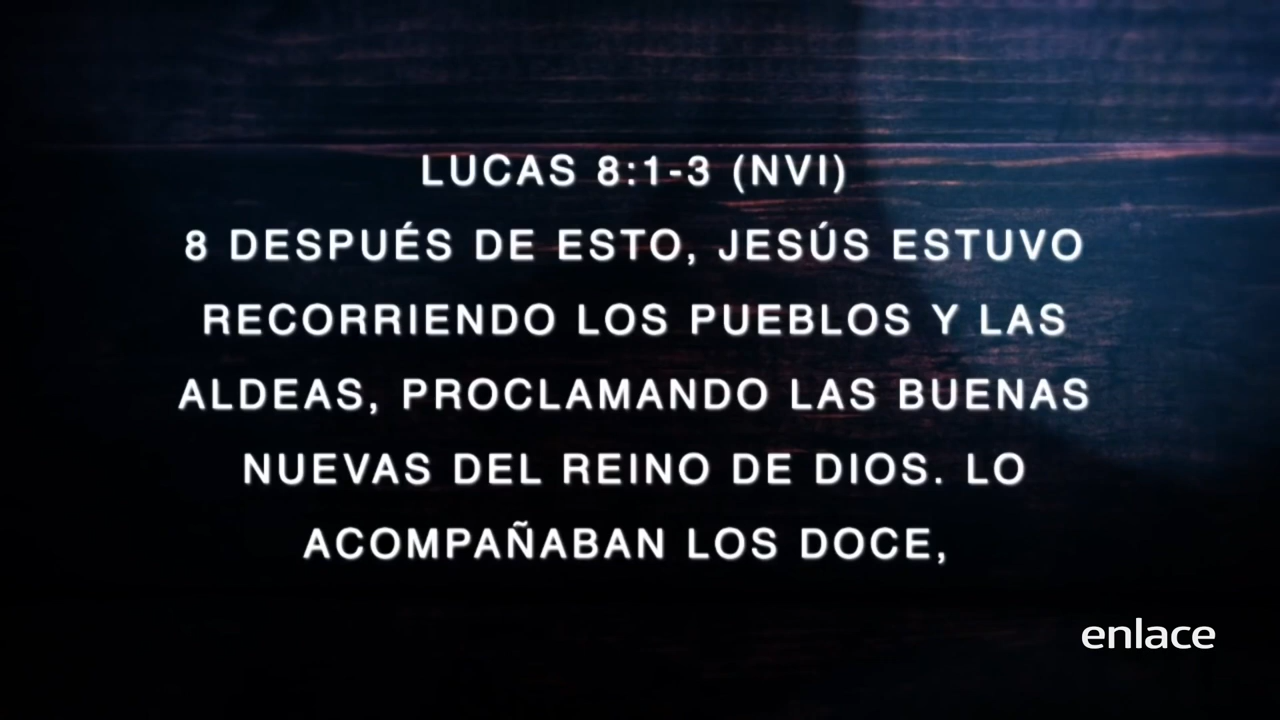 LUCAS 8:1-3 (NVI)
8 DESPUÉS DE ESTO, JESÚS ESTUVO
RECORRIENDO LOS PUEBLOS Y LAS
ALDEAS, PROCLAMANDO LAS BUENAS
NUEVAS DEL REINO DE DIOS. LO
ACOMPAÑABAN LOS DOCE,
enlace